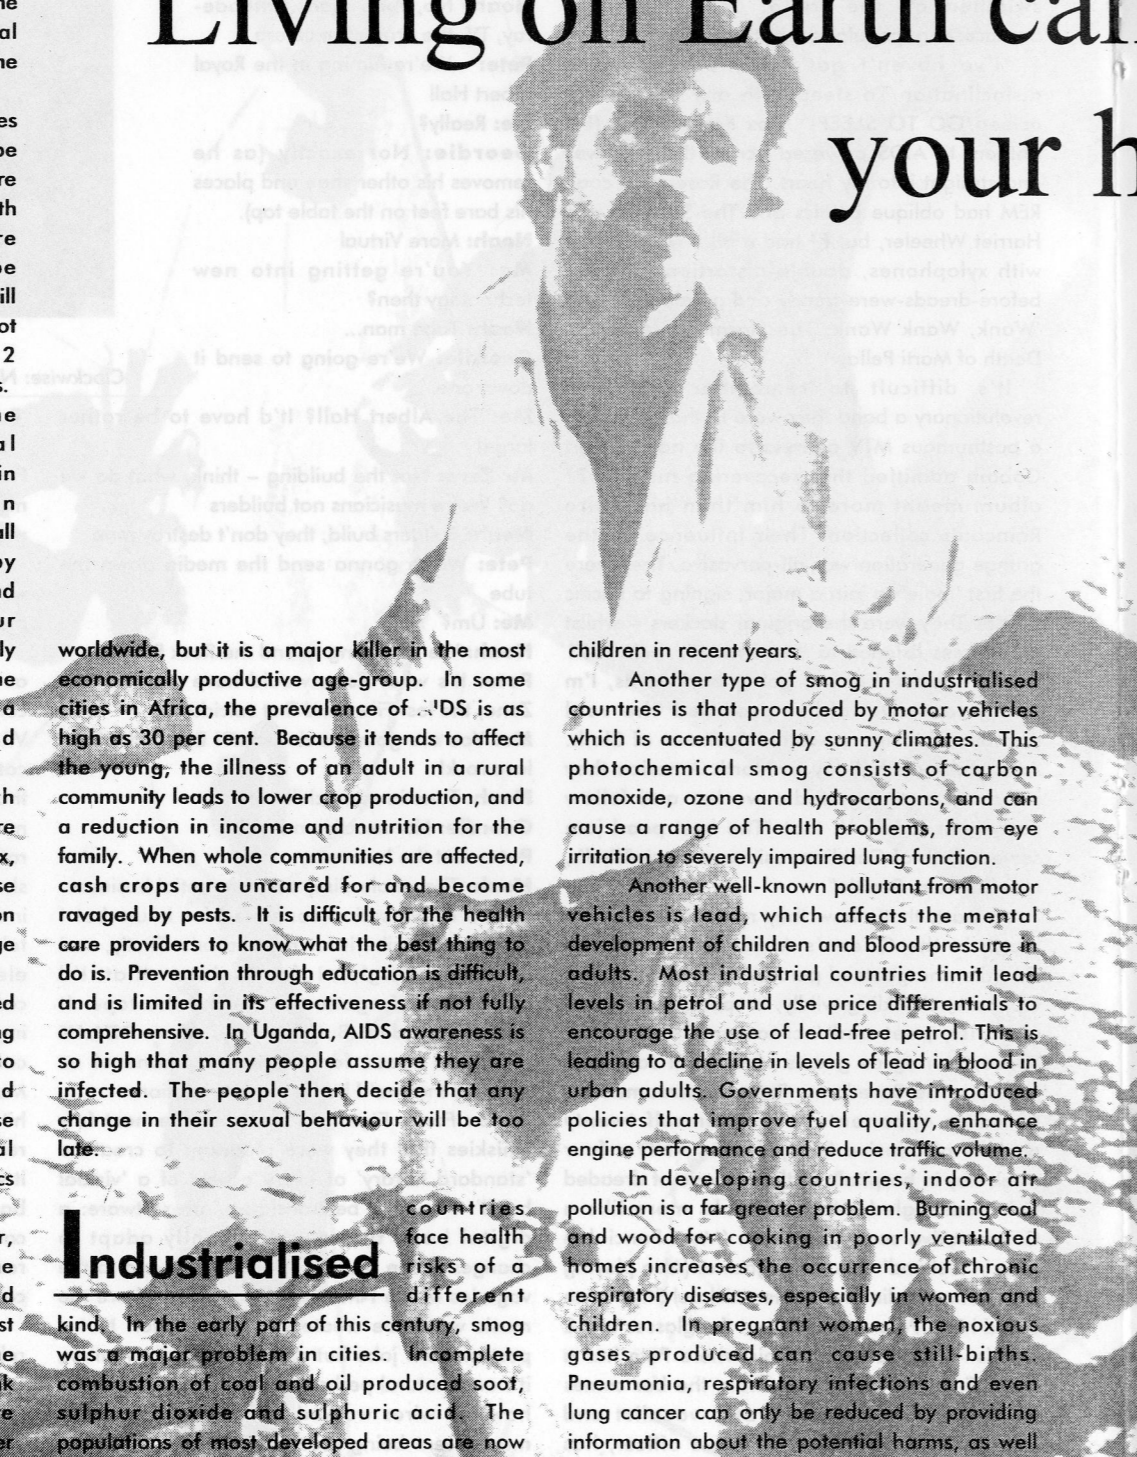 Living on Earth can
your h
worldwide, but it is a major killer in the most
economically productive age-group. In some
cities in Africa, the prevalence of is as
high as 30 per cent. Because it tends to affect
the young, the illness of an adult in a rural
community leads to lower crop production, and
a reduction in income and nutrition for the
family. When whole communities are affected,
cash crops are uncared for and become
ravaged by pests. It is difficult for the health
care providers to know what the best thing to
do is. Prevention through education is difficult,
and is limited in its effectiveness if not fully
comprehensive. In Uganda, AIDS awareness is
so high that many people assume they are
infected. The people then decide that any
change in their sexual behaviour will be too
late.
Industrialised
countries
face health
risks of a
different
kind. In the early part of this century, smog
was a major problem in cities. Incomplete
combustion of coal and oil produced soot,
sulphur dioxide and sulphuric acid. The
populations of most developed areas are now
children in recent years.
Another type of smog in industrialised
countries is that produced by motor vehicles
which is accentuated by sunny climates. This
photochemical smog consists of carbon
monoxide, ozone and hydrocarbons, and can
cause a range of health problems, from eye
irritation to severely impaired lung function.
Another well-known pollutant from motor
vehicles is lead, which affects the mental
development of children and blood pressure in
adults. Most industrial countries limit lead
levels in petrol and use price differentials to
encourage the use of lead-free petrol. This is
leading to a decline in levels of lead in blood in
urban adults. Governments have introduced
policies that improve fuel quality, enhance
engine performance and reduce traffic volume.
In developing countries, indoor air
pollution is a far greater problem. Burning coal
and wood for cooking in poorly ventilated
homes increases the occurrence of chronic
respiratory diseases, especially in women and
children. In pregnant women, the noxious
gases produced can cause still-births.
Pneumonia, respiratory infections and even
lung cancer can only be reduced by providing
information about the potential harms, as well